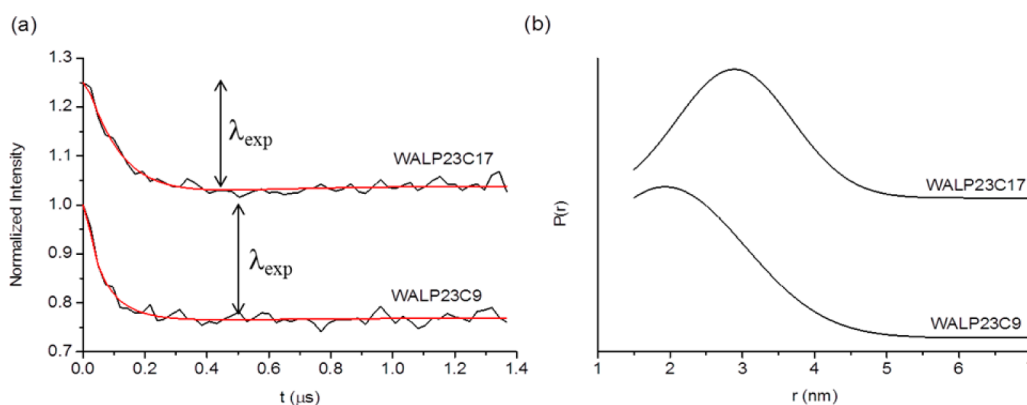 (a)
1.3
1.2
1.1
1.0
0.9
0.8
0.7
Normalized Intensity
λexp
WALP23C17
λexp
WALP23C9
0.0 0.2 0.4 0.6 0.8 1.0 1.2 1.4
t (μs)
(b)
P(r)
WALP23C17
WALP23C9
1 2 3 4 5 6
r (nm)